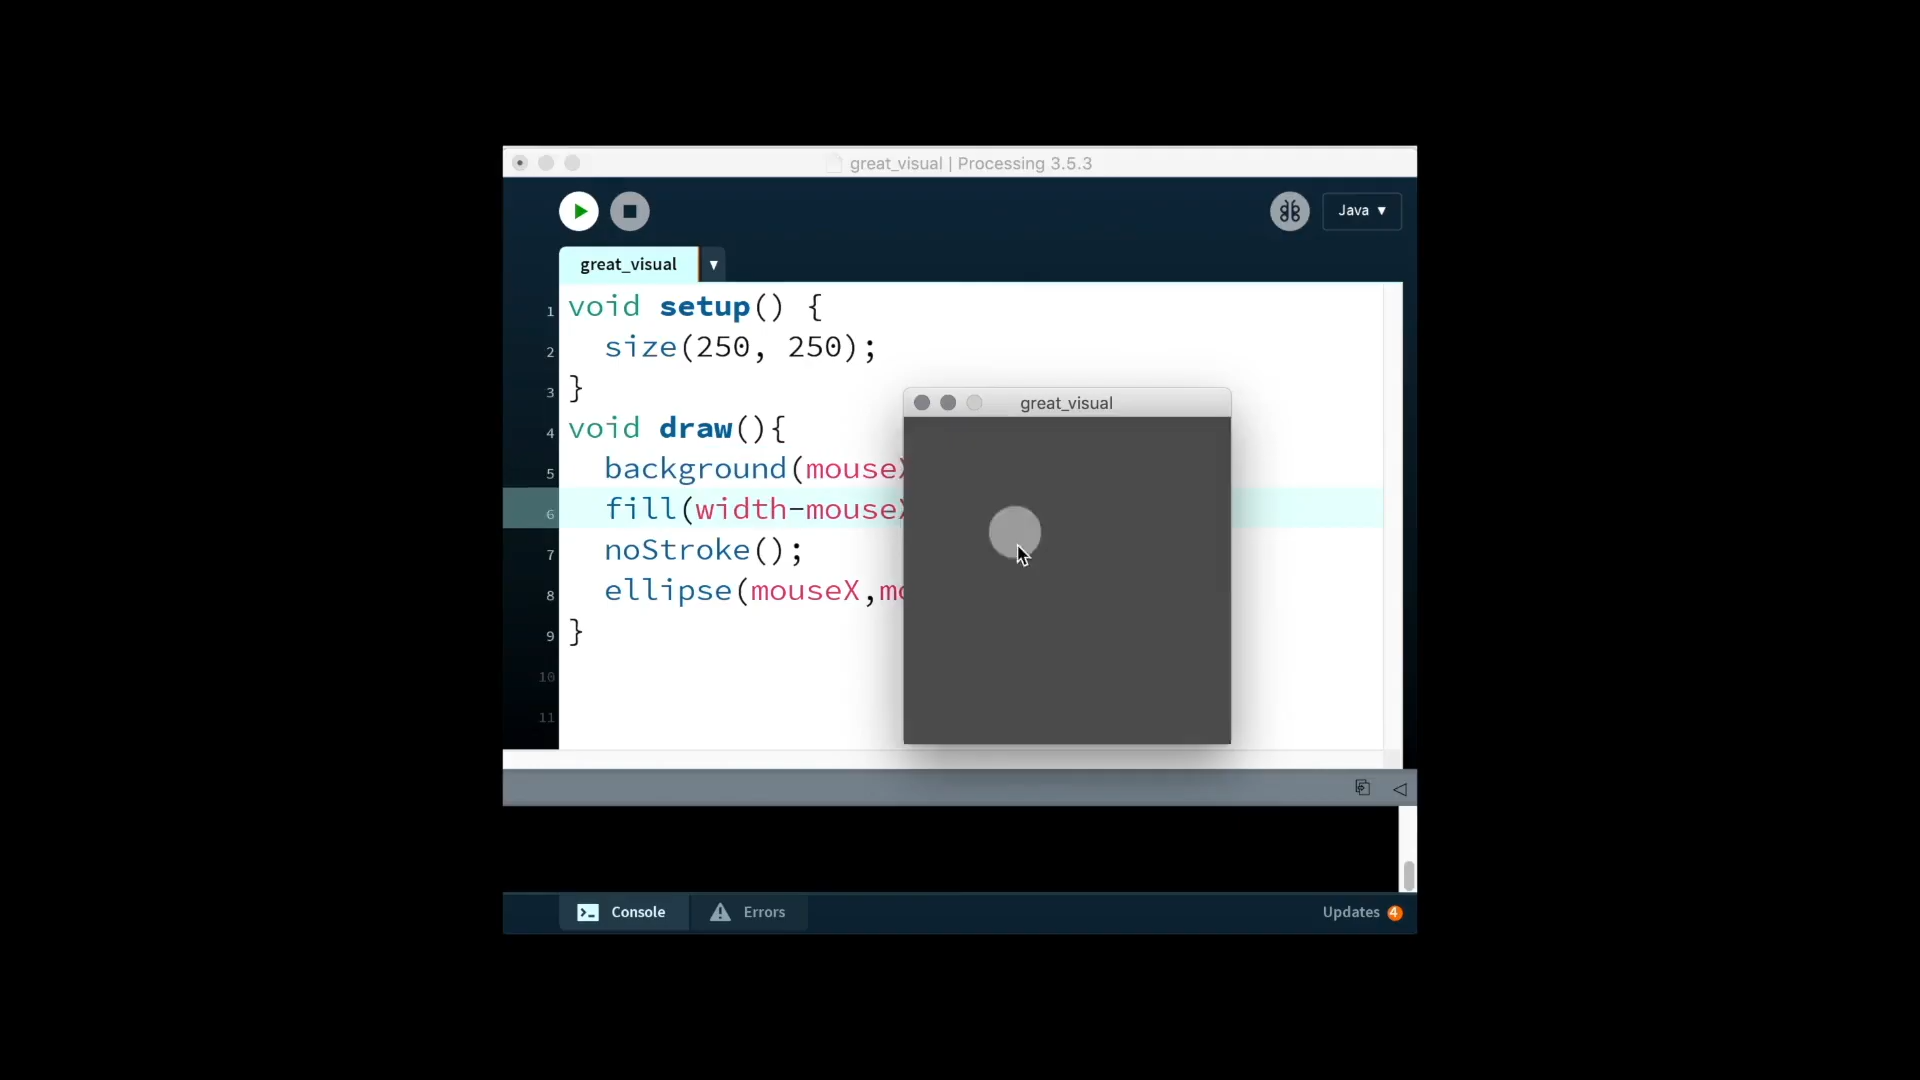 great_visual | Processing 3.5.3
Java ▼
great_visual ▼
1 void setup() {
2 size(250, 250);
3 }
4 void draw(){
5 background(mouseX
6 fill(width-mouseX
7 noStroke();
8 ellipse(mouseX,mo
9 }
10
11
great_visual
Console
Errors
Updates 4